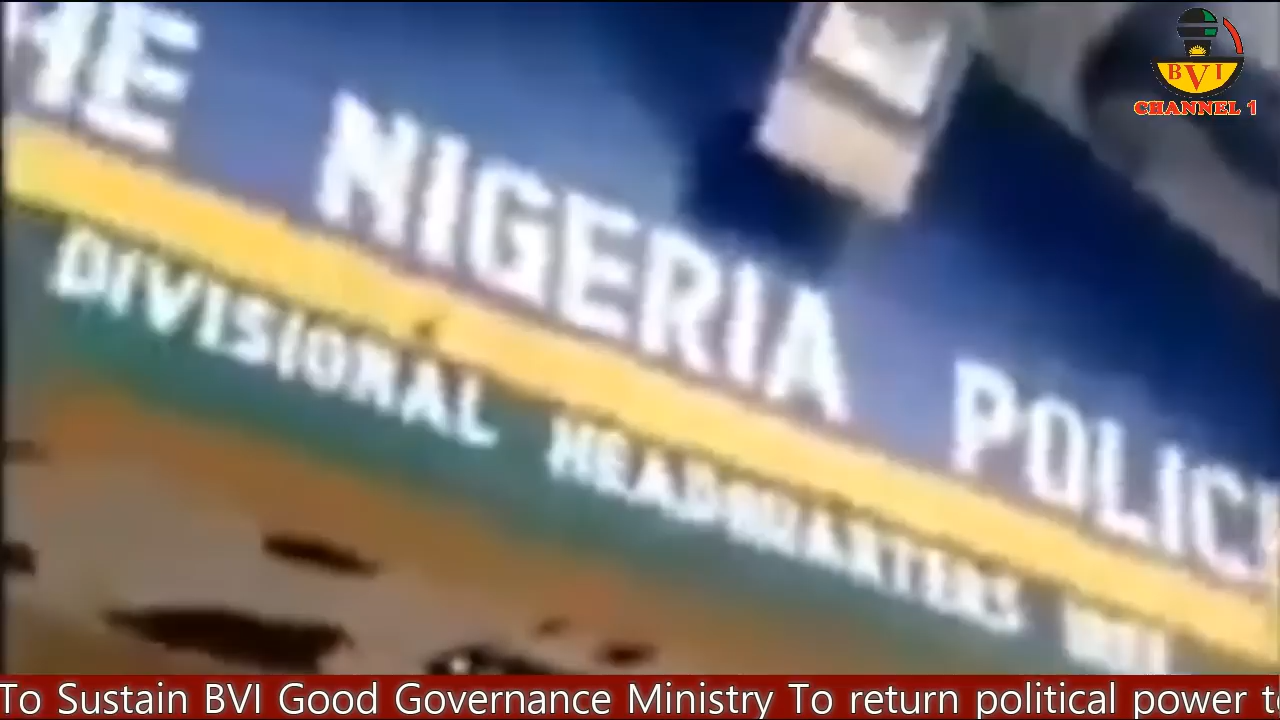 BVI
CHANNEL 1
HE NIGERIA POLIC
DIVISIONAL HEADQUARTERS
To Sustain BVI Good Governance Ministry To return political power t